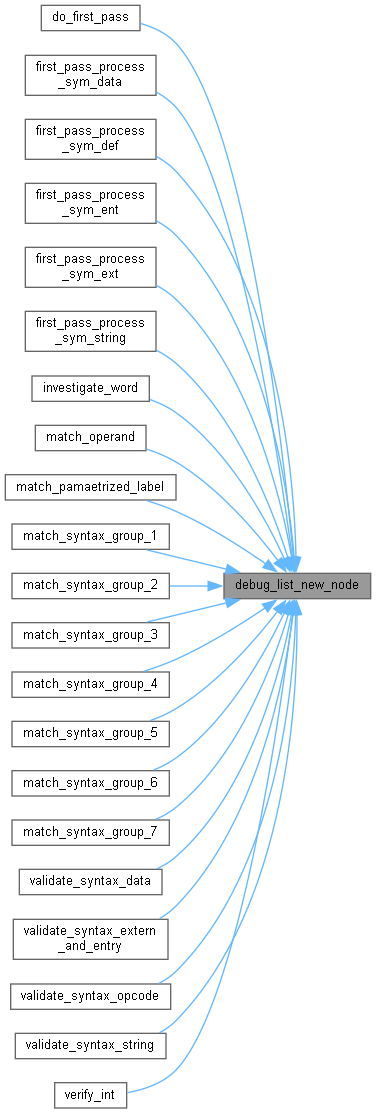 do_first_pass
first_pass_process
_sym_data
first_pass_process
_sym_def
first_pass_process
_sym_ent
first_pass_process
_sym_ext
first_pass_process
_sym_string
investigate_word
match_operand
match_pamaetrized_label
match_syntax_group_1
match_syntax_group_2
debug_list_new_node
match_syntax_group_3
match_syntax_group_4
match_syntax_group_5
match_syntax_group_6
match_syntax_group_7
validate_syntax_data
validate_syntax_extern
_and_entry
validate_syntax_opcode
validate_syntax_string
verify_int